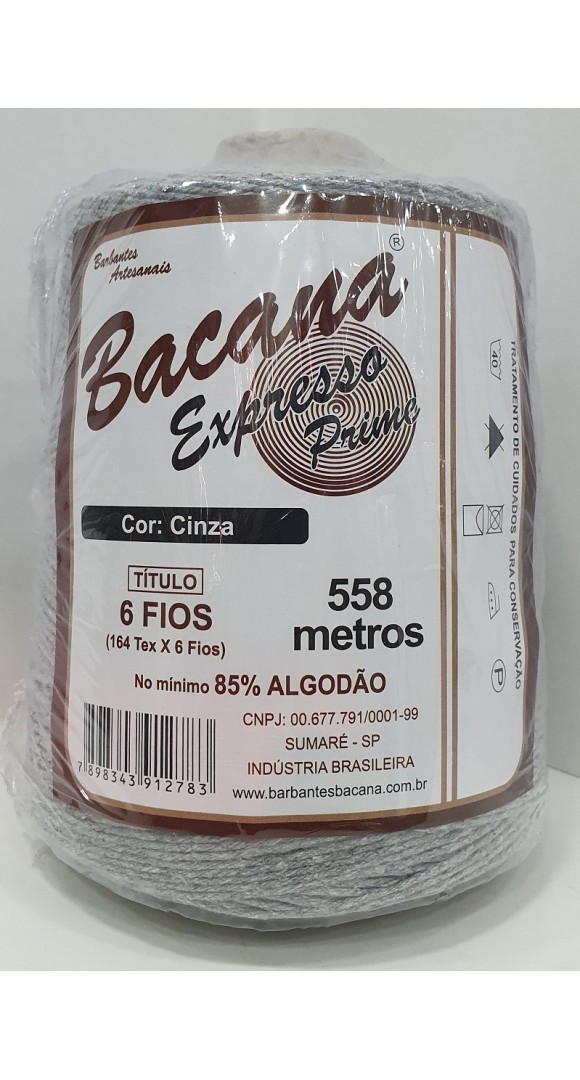 Barbantes
Artesanais
Bacana®
Expresso
Prime
Cor: Cinza
TÍTULO
6 FIOS
(164 Tex X 6 Fios)
558
metros
No mínimo 85% ALGODÃO
CNPJ: 00.677.791/0001-99
SUMARÉ - SP
INDÚSTRIA BRASILEIRA
www.barbantesbacana.com.br
7 898343 912783
TRATAMENTO DE CUIDADOS PARA CONSERVAÇÃO
40
P